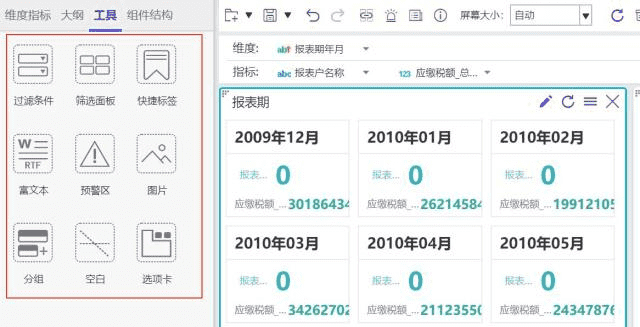 维度指标 大纲 工具 组件结构
屏幕大小: 自动
过滤条件 筛选面板 快捷标签
W
RTF
富文本 预警区 图片
分组 空白 选项卡
维度: abc 报表期年月
指标: abc 报表户名称 123 应缴税额_总...
报表期
2009年12月 2010年01月 2010年02月
报表... 0 报表... 0 报表... 0
应缴税额_...30186434 应缴税额_...26214584 应缴税额_...19912105
2010年03月 2010年04月 2010年05月
报表... 0 报表... 0 报表... 0
应缴税额_...34262702 应缴税额_...21123550 应缴税额_...24347876